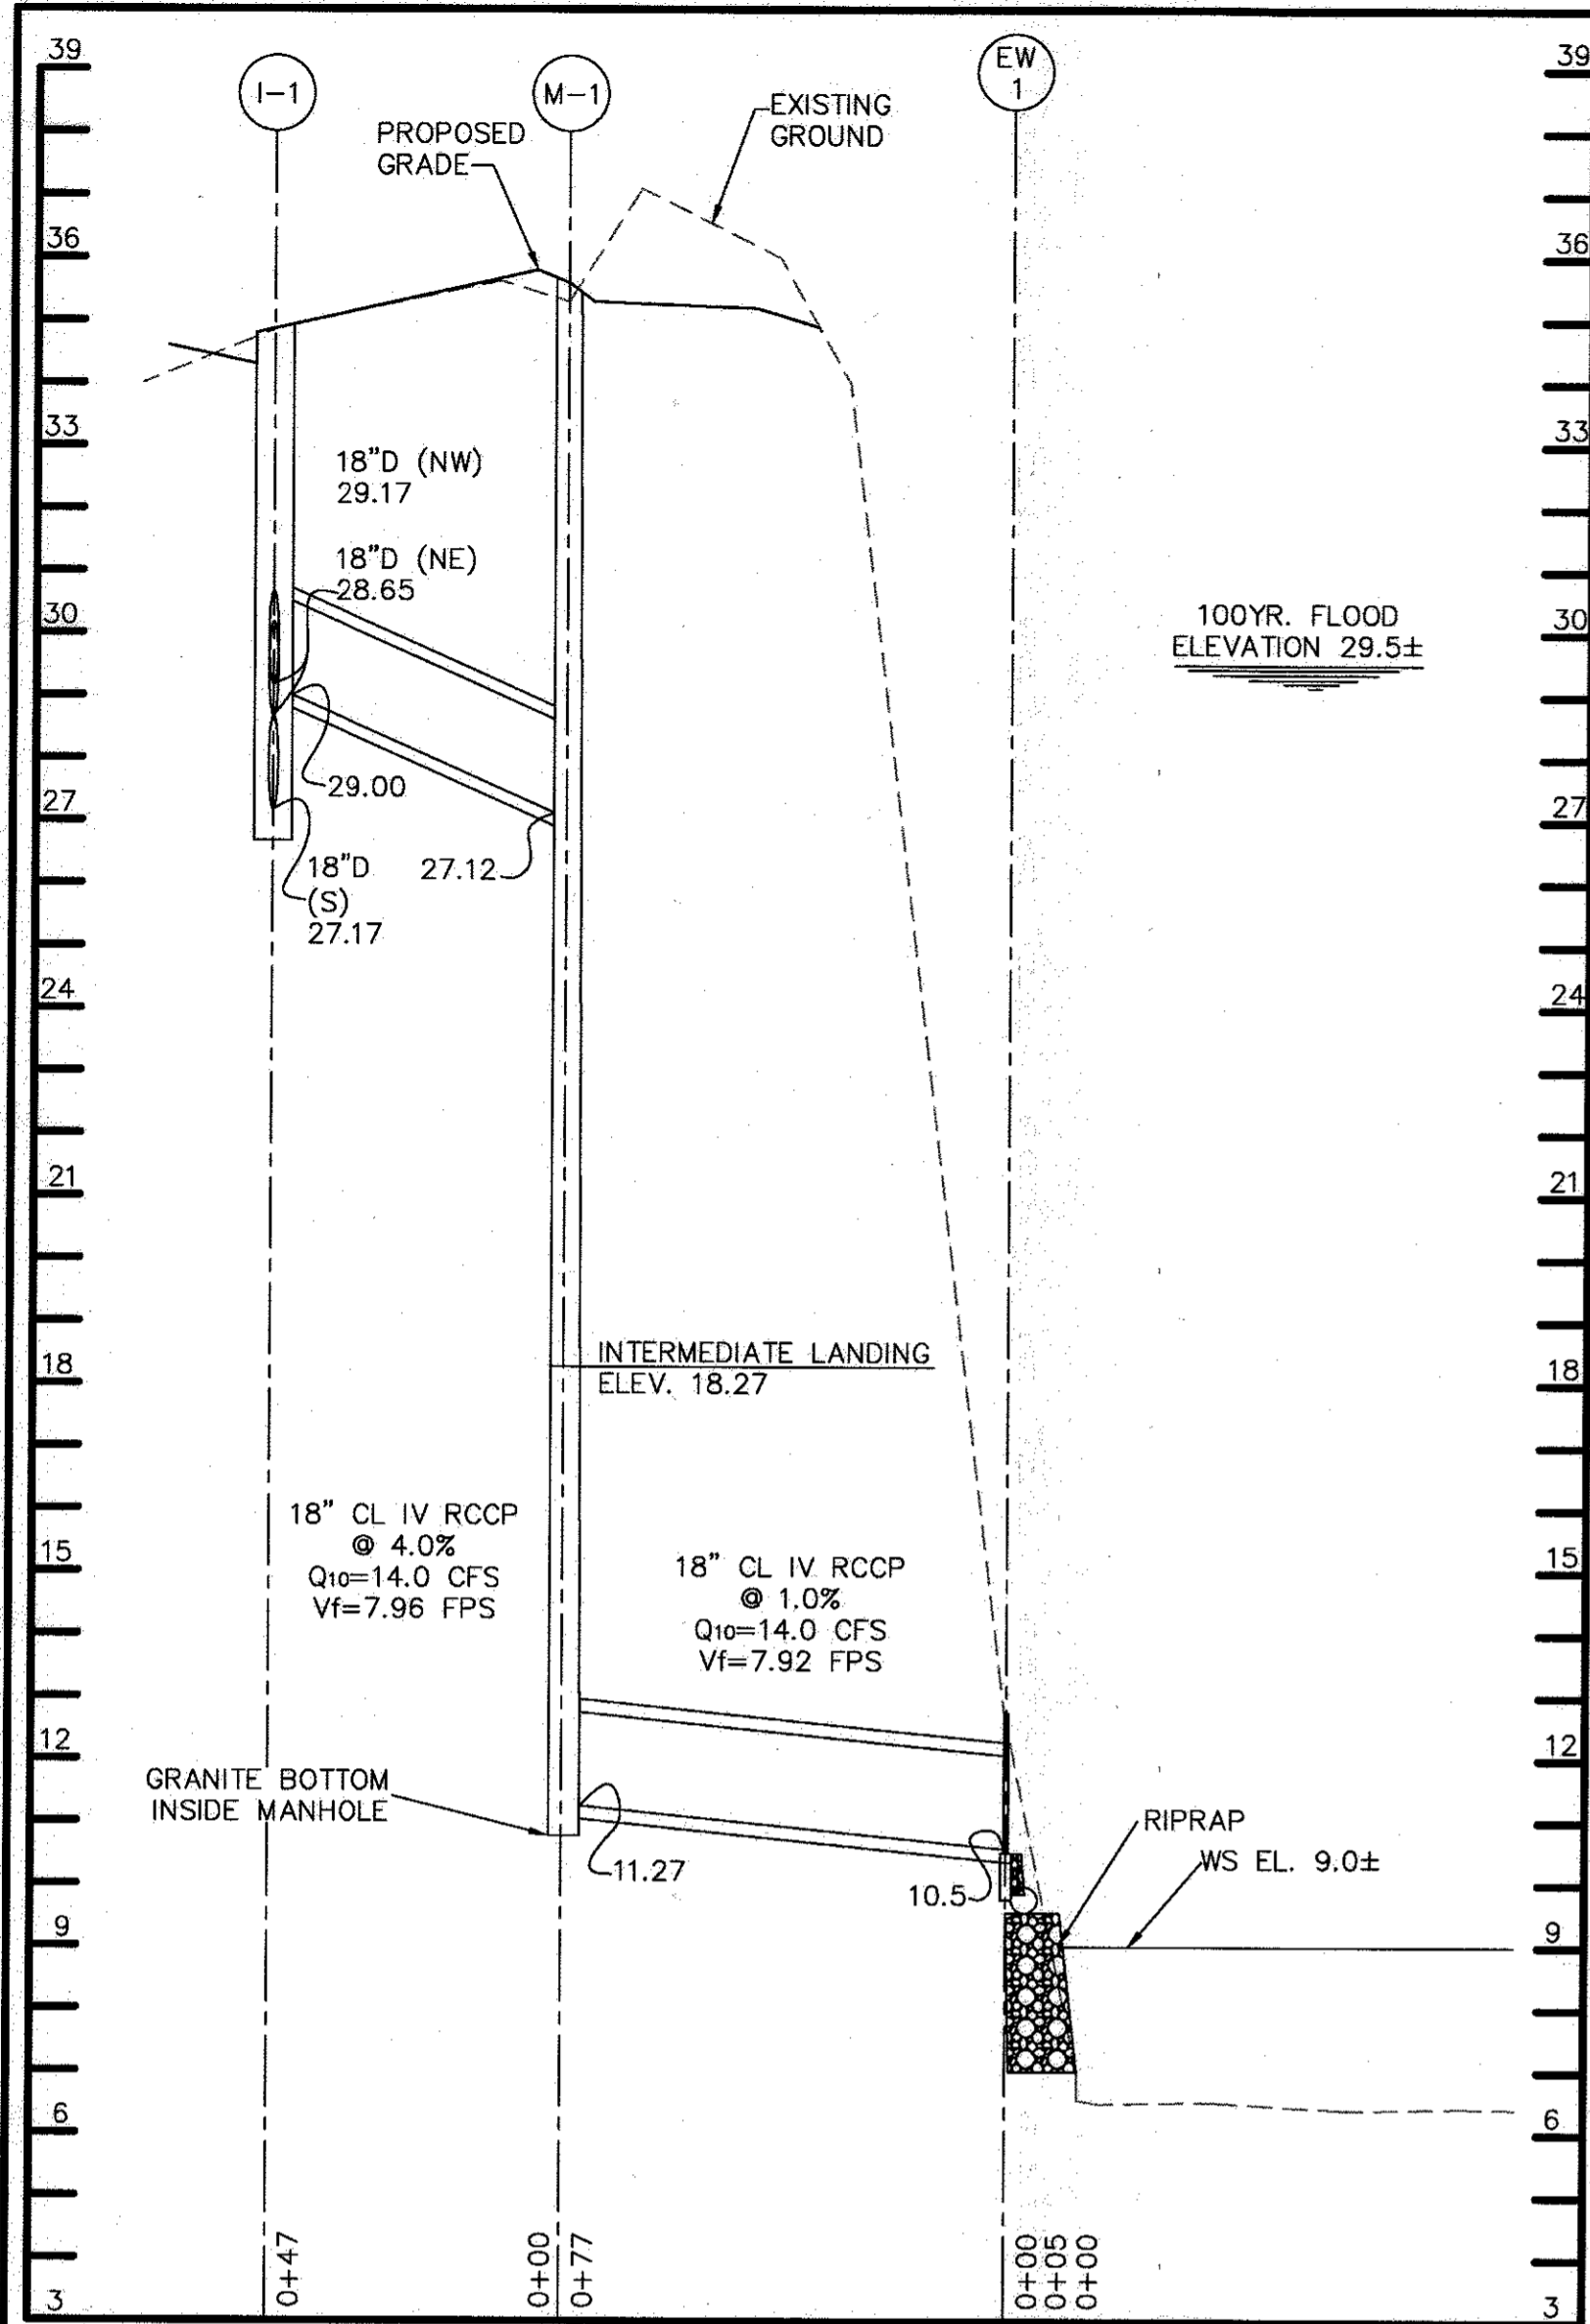 39
39
I-1
M-1
EW
1
PROPOSED
GRADE
EXISTING
GROUND
36
36
33
33
18"D (NW)
29.17
18"D (NE)
28.65
30
30
100YR. FLOOD
ELEVATION 29.5±
29.00
27
27
18"D
(S)
27.17
27.12
24
24
21
21
INTERMEDIATE LANDING
ELEV. 18.27
18
18
18" CL IV RCCP
@ 4.0%
Q10=14.0 CFS
Vf=7.96 FPS
15
15
18" CL IV RCCP
@ 1.0%
Q10=14.0 CFS
Vf=7.92 FPS
12
12
GRANITE BOTTOM
INSIDE MANHOLE
11.27
10.5
RIPRAP
WS EL. 9.0±
9
9
6
6
0+47
0+00
0+77
0+00
0+05
0+00
3
3